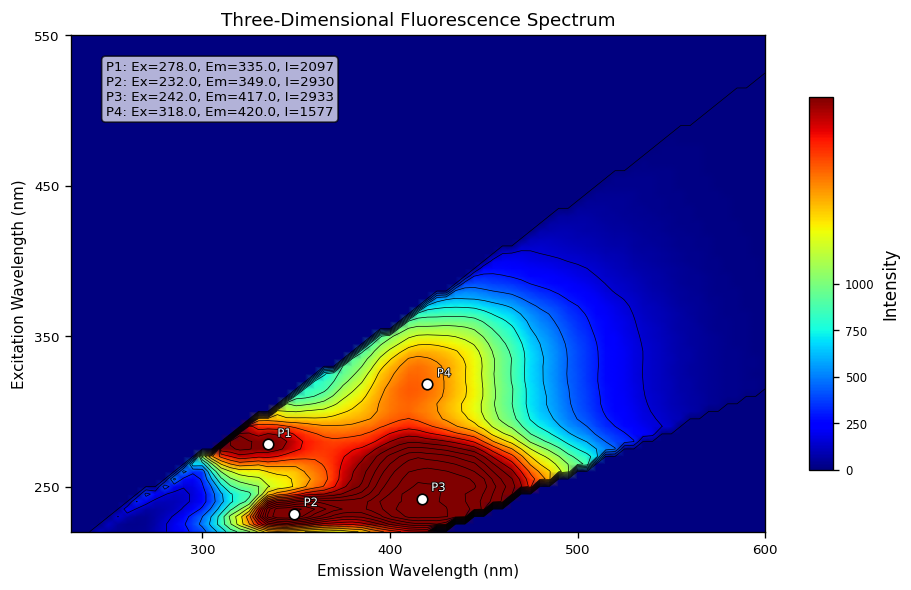 Three-Dimensional Fluorescence Spectrum
550
450
350
250
Excitation Wavelength (nm)
P1: Ex=278.0, Em=335.0, I=2097
P2: Ex=232.0, Em=349.0, I=2930
P3: Ex=242.0, Em=417.0, I=2933
P4: Ex=318.0, Em=420.0, I=1577
P4
P1
P3
P2
300
400
500
600
Emission Wavelength (nm)
1000
750
500
250
0
Intensity